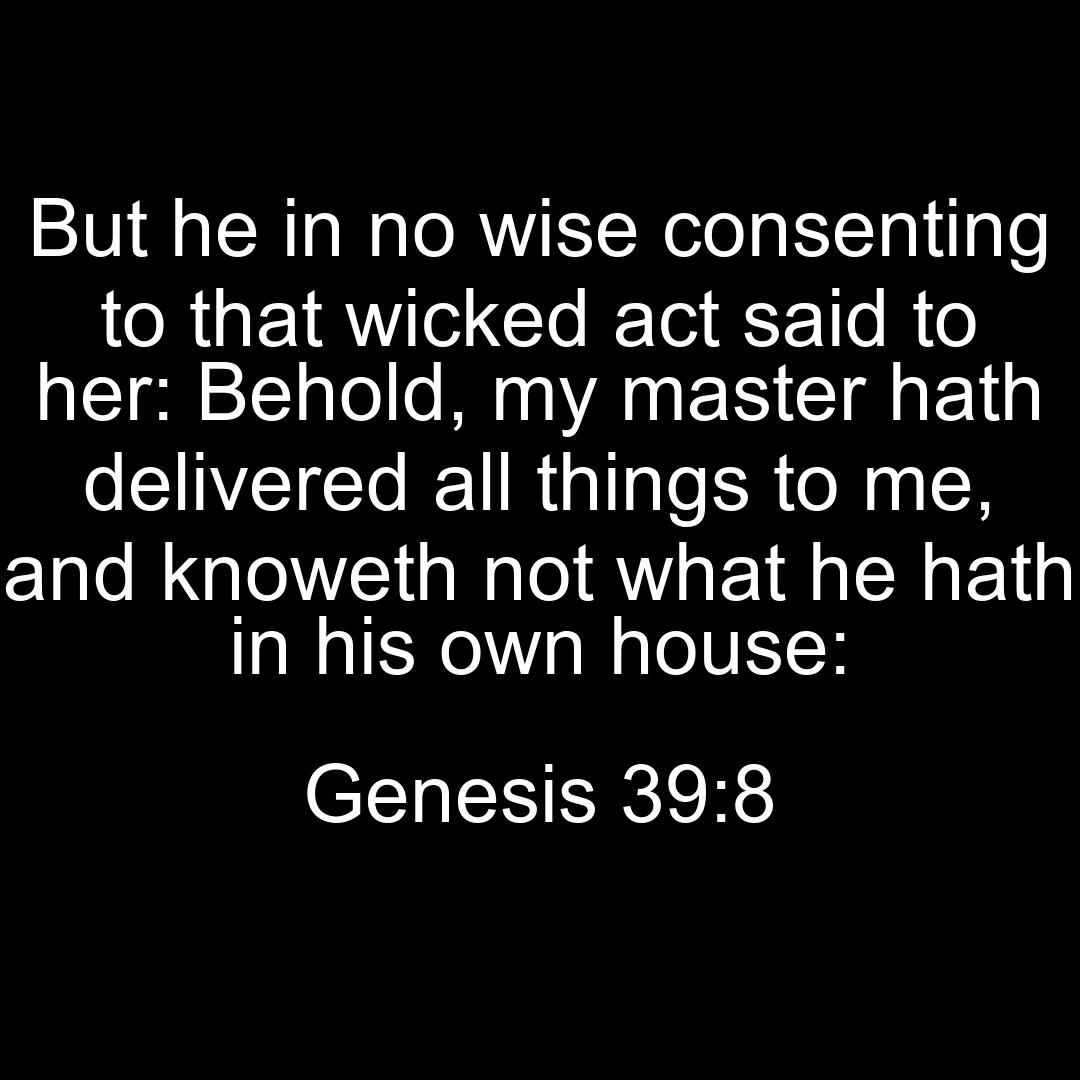 But he in no wise consenting
to that wicked act said to
her: Behold, my master hath
delivered all things to me,
and knoweth not what he hath
in his own house:
Genesis 39:8